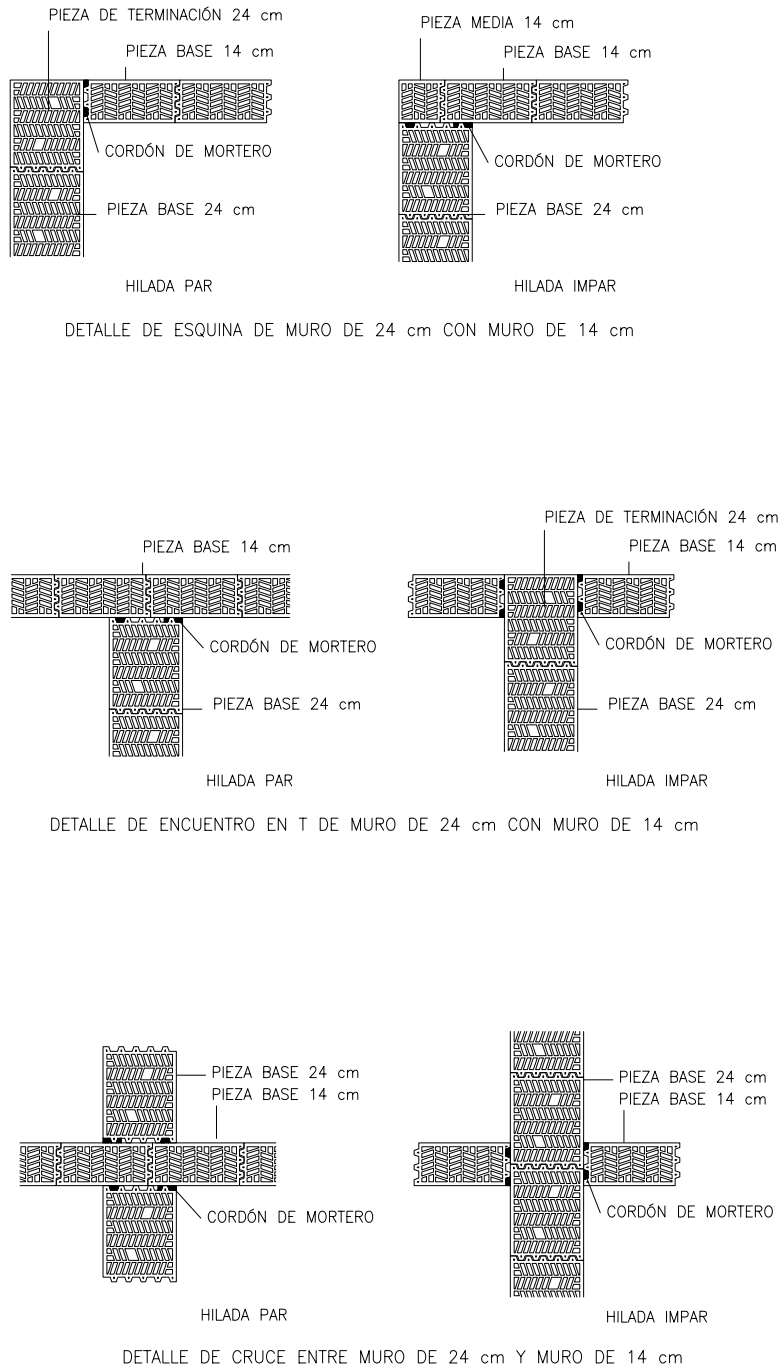 PIEZA DE TERMINACIÓN 24 cm
PIEZA BASE 14 cm
CORDÓN DE MORTERO
PIEZA BASE 24 cm
HILADA PAR
PIEZA MEDIA 14 cm
PIEZA BASE 14 cm
CORDÓN DE MORTERO
PIEZA BASE 24 cm
HILADA IMPAR
DETALLE DE ESQUINA DE MURO DE 24 cm CON MURO DE 14 cm
PIEZA BASE 14 cm
CORDÓN DE MORTERO
PIEZA BASE 24 cm
HILADA PAR
PIEZA DE TERMINACIÓN 24 cm
PIEZA BASE 14 cm
CORDÓN DE MORTERO
PIEZA BASE 24 cm
HILADA IMPAR
DETALLE DE ENCUENTRO EN T DE MURO DE 24 cm CON MURO DE 14 cm
PIEZA BASE 24 cm
PIEZA BASE 14 cm
CORDÓN DE MORTERO
HILADA PAR
PIEZA BASE 24 cm
PIEZA BASE 14 cm
CORDÓN DE MORTERO
HILADA IMPAR
DETALLE DE CRUCE ENTRE MURO DE 24 cm Y MURO DE 14 cm